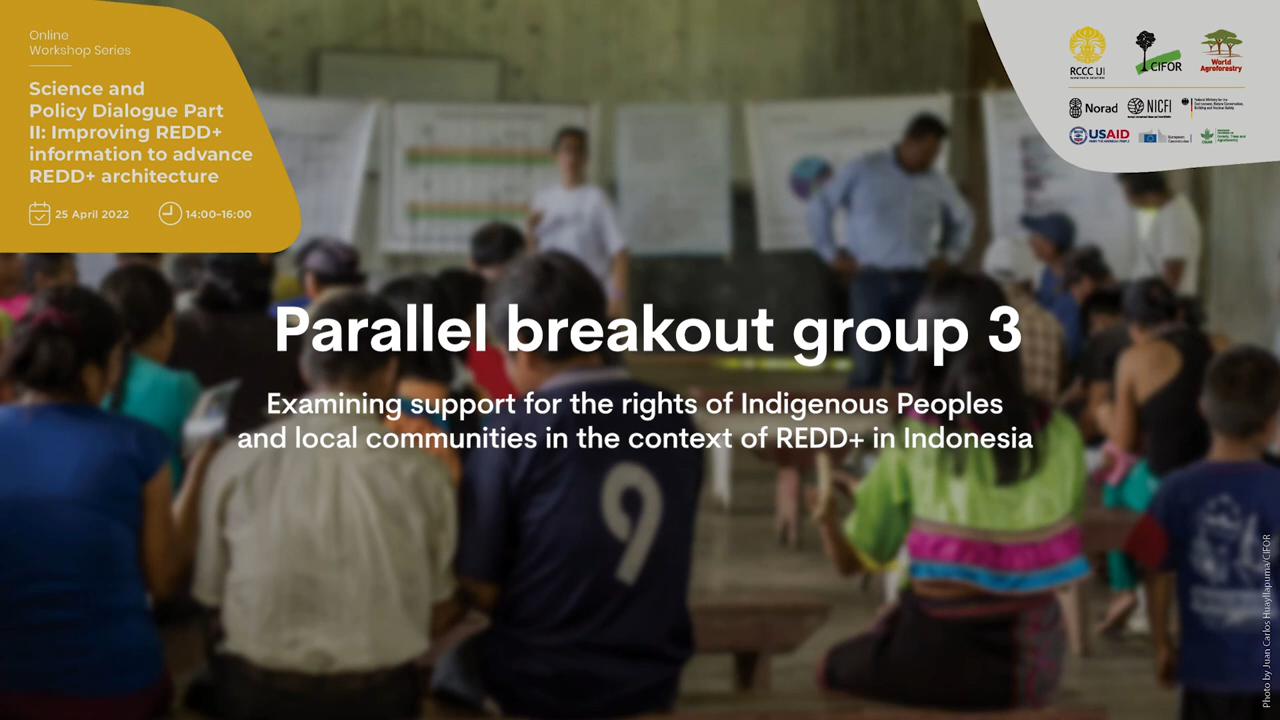 Online
Workshop Series
Science and
Policy Dialogue Part
II: Improving REDD+
information to advance
REDD+ architecture
25 April 2022
14:00-16:00
RCCC UI
CIFOR
World
Agroforestry
Norad
NICFI
USAID
European
Parallel breakout group 3
Examining support for the rights of Indigenous Peoples
and local communities in the context of REDD+ in Indonesia
9
Photo by Juan Carlos Huayllapuma/CIFOR